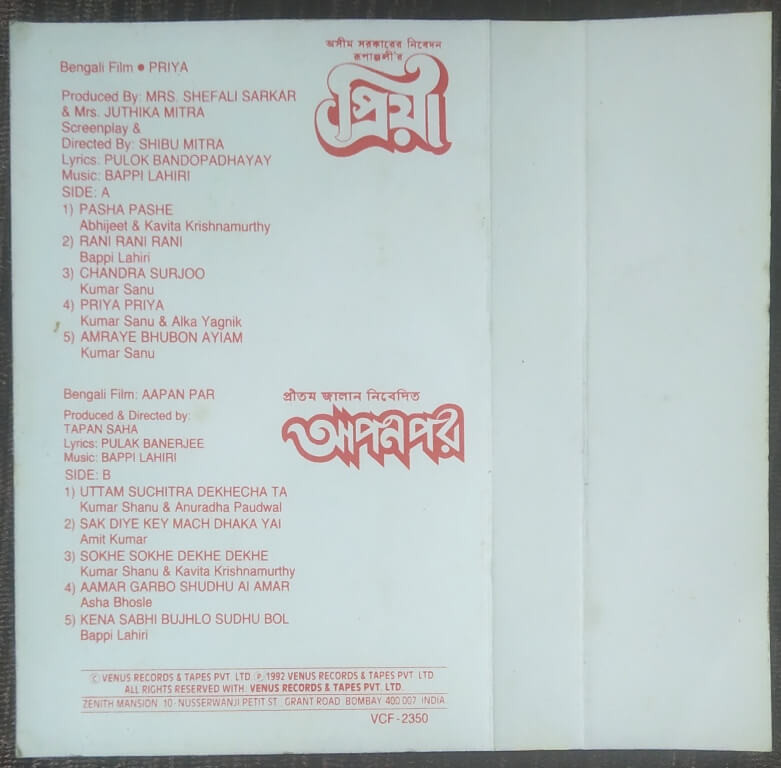 Bengali Film ● PRIYA
অসীম সরকারের নিবেদন
রূপাঞ্জলী'র
প্রিয়া
Produced By: MRS. SHEFALI SARKAR
& Mrs. JUTHIKA MITRA
Screenplay &
Directed By: SHIBU MITRA
Lyrics: PULOK BANDOPADHAYAY
Music: BAPPI LAHIRI
SIDE: A
1) PASHA PASHE
Abhijeet & Kavita Krishnamurthy
2) RANI RANI RANI
Bappi Lahiri
3) CHANDRA SURJOO
Kumar Sanu
4) PRIYA PRIYA
Kumar Sanu & Alka Yagnik
5) AMRAYE BHUBON AYIAM
Kumar Sanu
Bengali Film: AAPAN PAR
প্রীতম জালান নিবেদিত
আপনপর
Produced & Directed by:
TAPAN SAHA
Lyrics: PULAK BANERJEE
Music: BAPPI LAHIRI
SIDE: B
1) UTTAM SUCHITRA DEKHECHA TA
Kumar Shanu & Anuradha Paudwal
2) SAK DIYE KEY MACH DHAKA YAI
Amit Kumar
3) SOKHE SOKHE DEKHE DEKHE
Kumar Shanu & Kavita Krishnamurthy
4) AAMAR GARBO SHUDHU AI AMAR
Asha Bhosle
5) KENA SABHI BUJHLO SUDHU BOL
Bappi Lahiri
© VENUS RECORDS & TAPES PVT. LTD. ℗ 1992 VENUS RECORDS & TAPES PVT. LTD.
ALL RIGHTS RESERVED WITH: VENUS RECORDS & TAPES PVT. LTD.
ZENITH MANSION 10-NUSSERWANJI PETIT ST., GRANT ROAD, BOMBAY 400 007 INDIA
VCF-2350